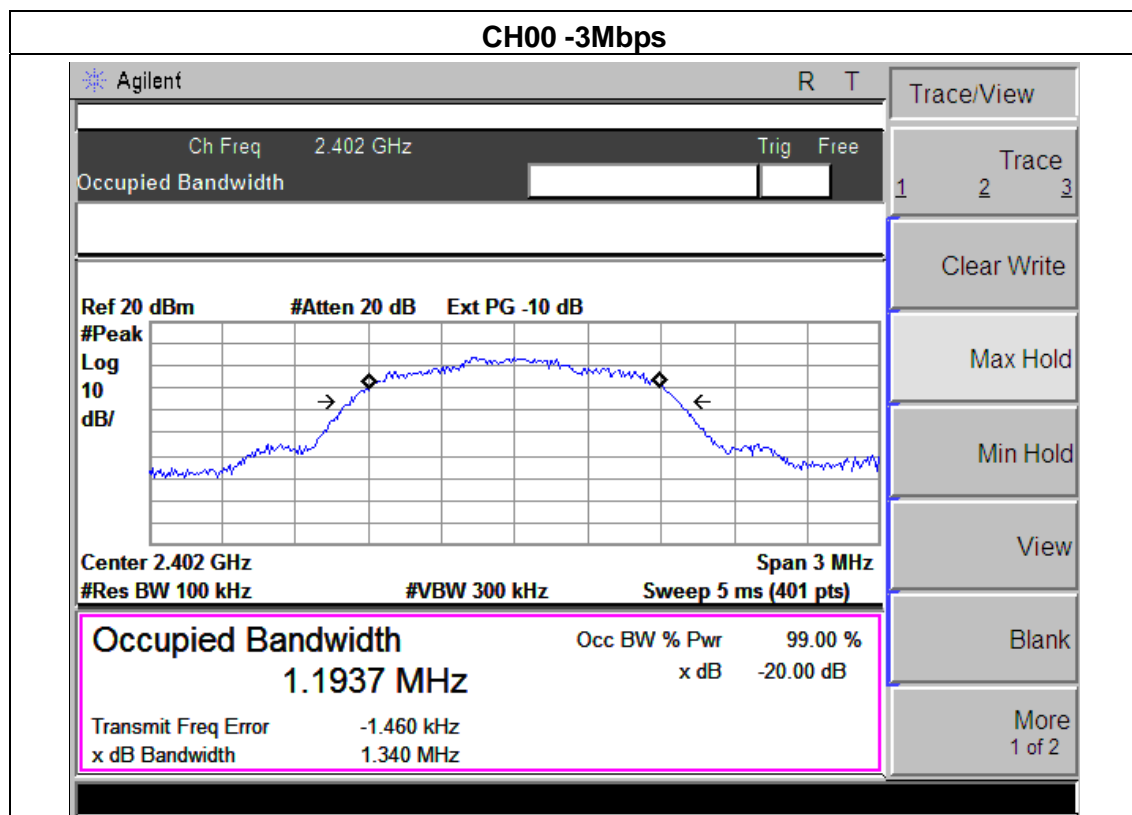 CH00 -3Mbps
Agilent R T
Ch Freq 2.402 GHz Trig Free
Occupied Bandwidth
Ref 20 dBm #Atten 20 dB Ext PG -10 dB
#Peak
Log
10
dB/
Center 2.402 GHz Span 3 MHz
#Res BW 100 kHz #VBW 300 kHz Sweep 5 ms (401 pts)
Occupied Bandwidth Occ BW % Pwr 99.00 %
1.1937 MHz x dB -20.00 dB
Transmit Freq Error -1.460 kHz
x dB Bandwidth 1.340 MHz
Trace/View
Trace
1 2 3
Clear Write
Max Hold
Min Hold
View
Blank
More
1 of 2